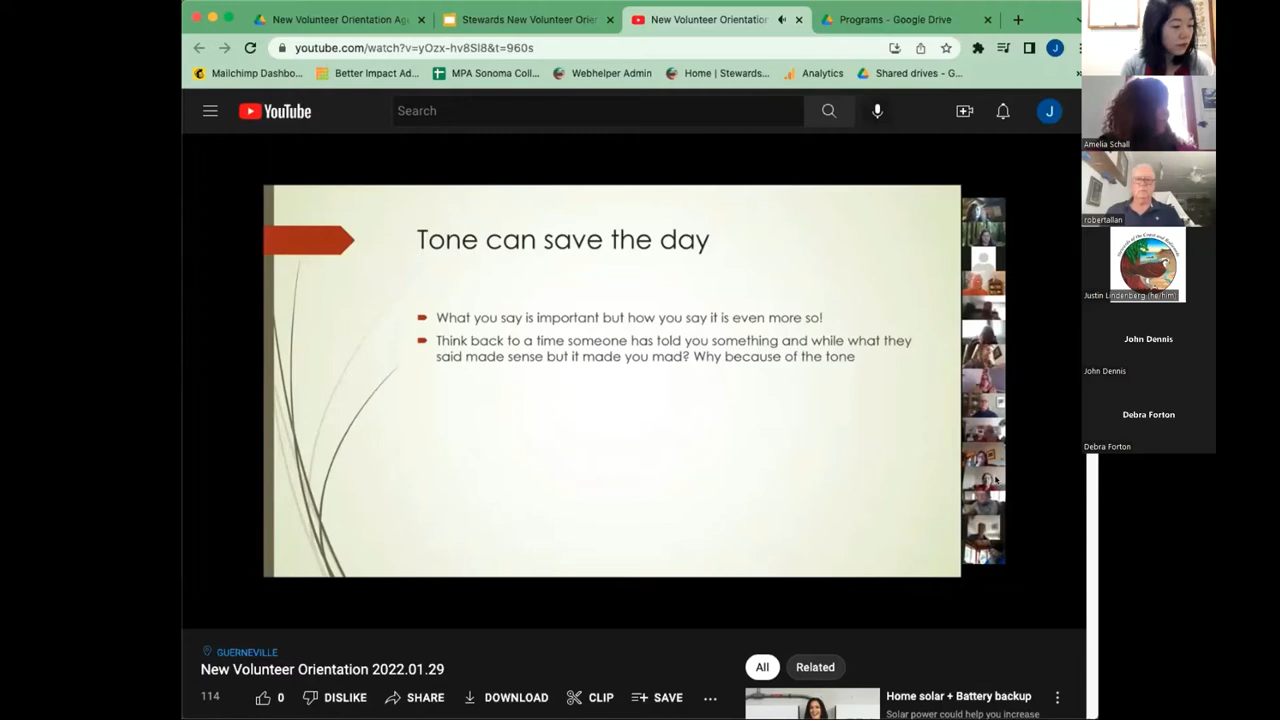 New Volunteer Orientation Age
Stewards New Volunteer Orien
New Volunteer Orientation
Programs - Google Drive
youtube.com/watch?v=yOzx-hv8Sl8&t=960s
J
Mailchimp Dashbo...
Better Impact Ad...
MPA Sonoma Coll...
Webhelper Admin
Home | Stewards...
Analytics
Shared drives - G...
»
YouTube
Search
J
Tone can save the day
What you say is important but how you say it is even more so!
Think back to a time someone has told you something and while what they
said made sense but it made you mad? Why because of the tone
GUERNEVILLE
New Volunteer Orientation 2022.01.29
114
0
DISLIKE
SHARE
DOWNLOAD
CLIP
SAVE
All
Related
Home solar + Battery backup
Solar power could help you increase
Amelia Schall
robertallan
Justin Lindenberg (he/him)
John Dennis
John Dennis
Debra Forton
Debra Forton